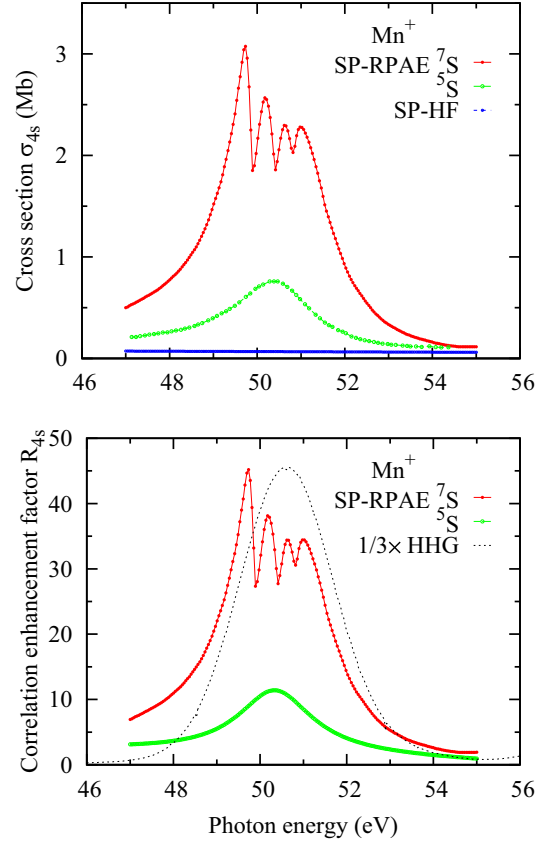 Cross section σ4s (Mb)
3
2
1
0
Mn+
SP-RPAE 7S
5S
SP-HF
46 48 50 52 54 56
Correlation enhancement factor R4s
50
45
40
30
20
10
0
Mn+
SP-RPAE 7S
5S
1/3× HHG
46 48 50 52 54 56
Photon energy (eV)